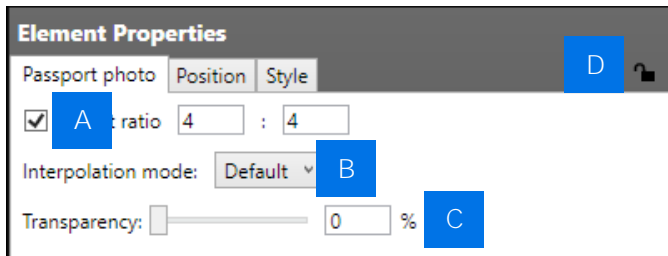 Element Properties
Passport photo Position Style D
A t ratio 4 : 4
Interpolation mode: Default B
Transparency: 0 % C